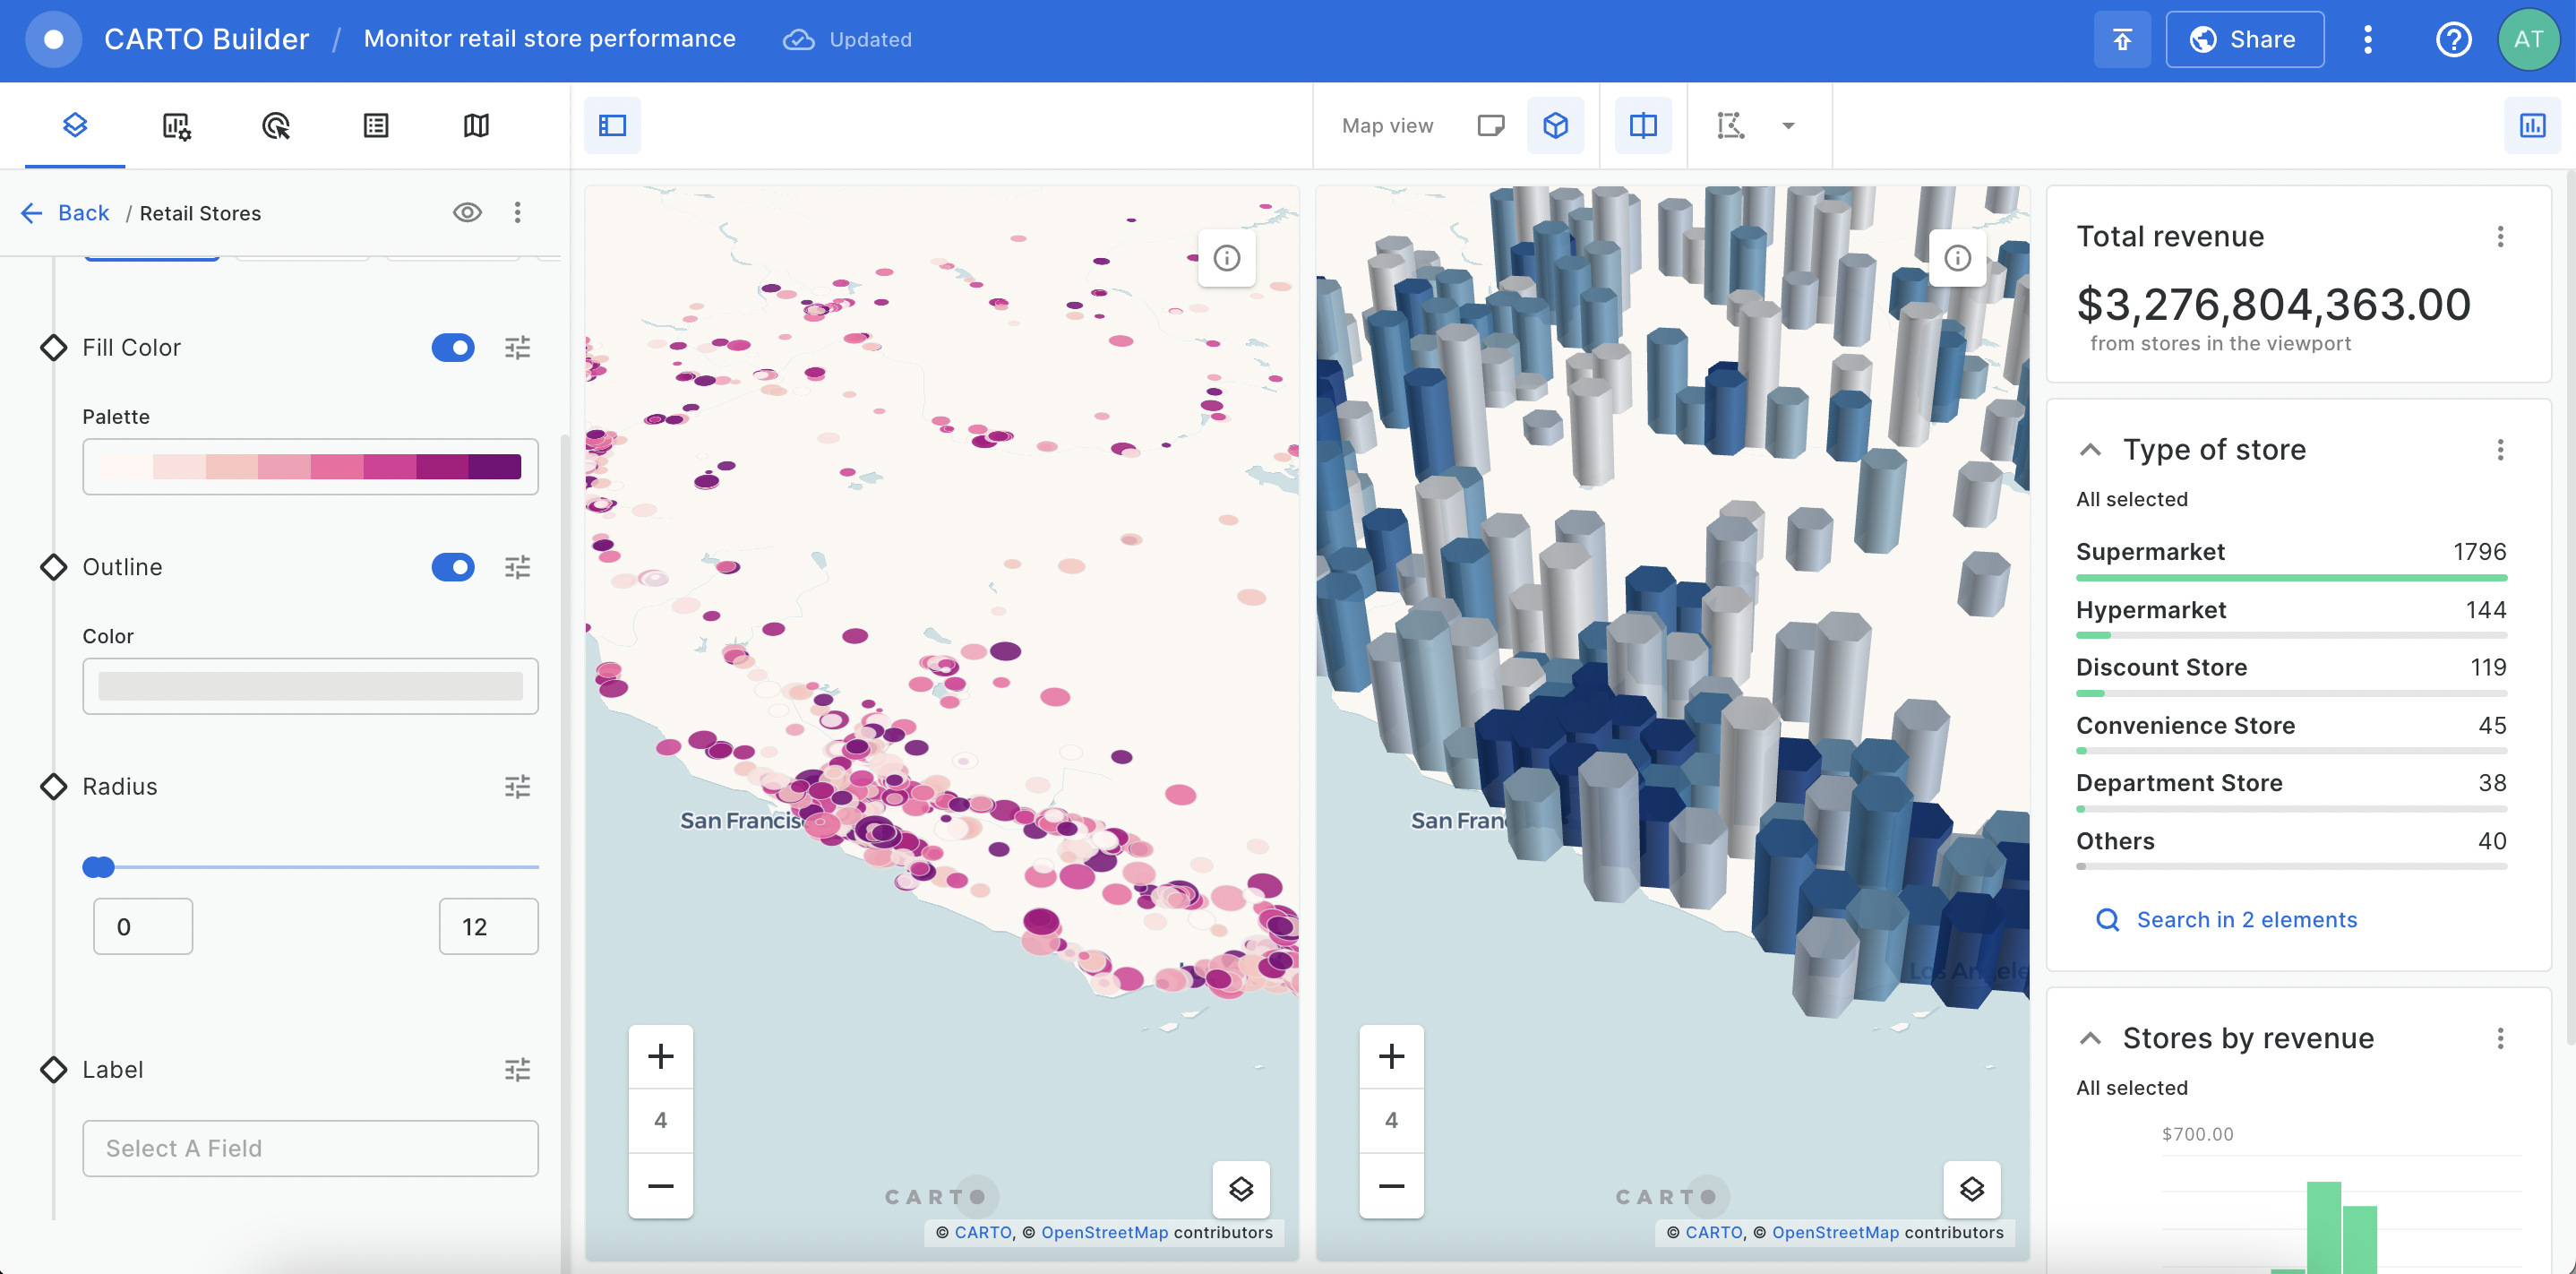 CARTO Builder / Monitor retail store performance Updated Share AT
Map view
Back / Retail Stores
Fill Color
Palette
Outline
Color
Radius
0 12
Label
Select A Field
San Francis
4
CARTO
© CARTO, © OpenStreetMap contributors
San Fran
Los Angele
4
CARTO
© CARTO, © OpenStreetMap contributors
Total revenue
$3,276,804,363.00
from stores in the viewport
Type of store
All selected
Supermarket 1796
Hypermarket 144
Discount Store 119
Convenience Store 45
Department Store 38
Others 40
Search in 2 elements
Stores by revenue
All selected
$700.00